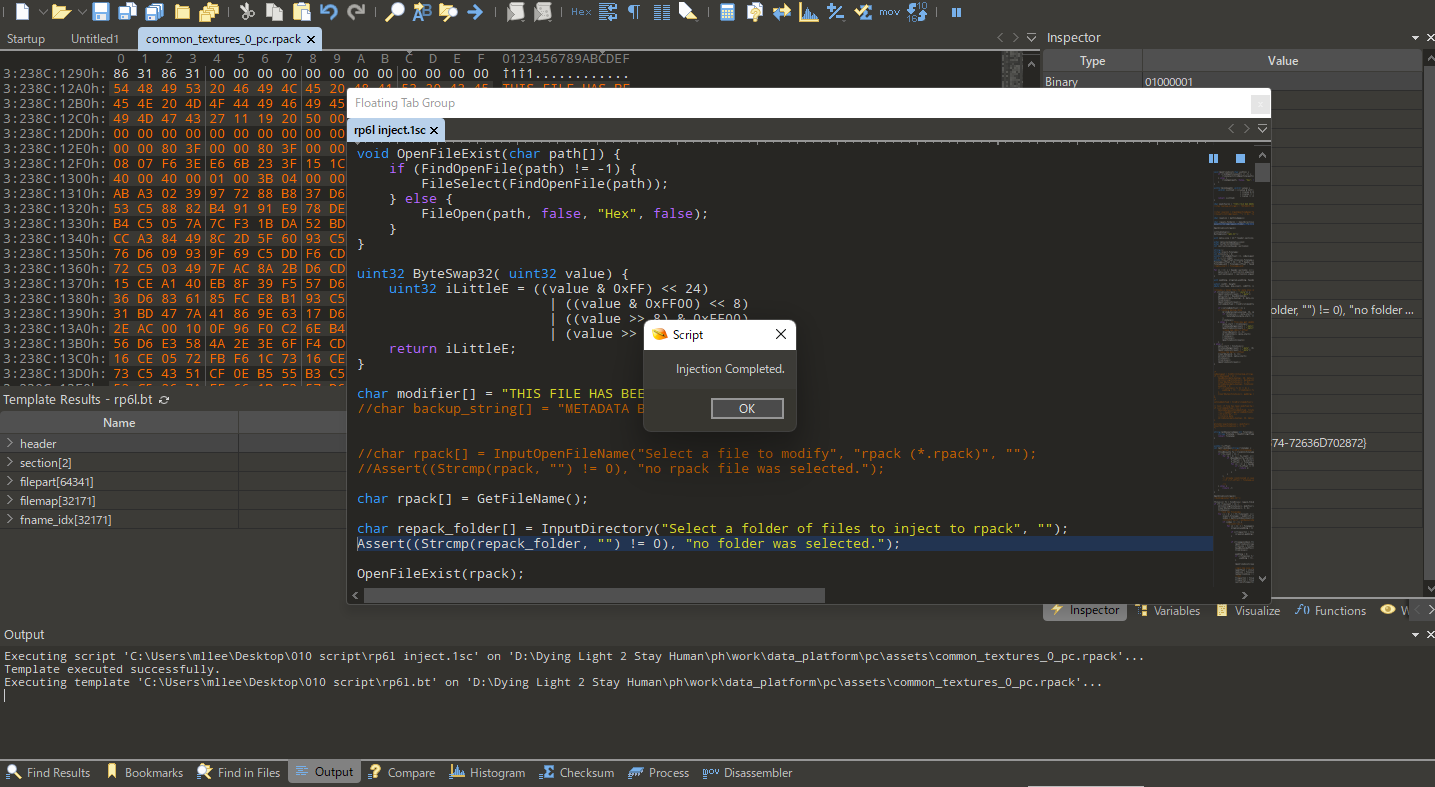 Hex
mov
Startup
Untitled1
common_textures_0_pc.rpack
Inspector
Type Value
Binary 01000001
0 1 2 3 4 5 6 7 8 9 A B C D E F 0123456789ABCDEF
3:238C:1290h: 86 31 86 31 00 00 00 00 00 00 00 00 00 00 00 00 †1†1............
3:238C:12A0h: 54 48 49 53 20 46 49 4C 45 20 48 41 53 20 42 45 THIS FILE HAS BE
3:238C:12B0h: 45 4E 20 4D 4F 44 49 46 49 45
3:238C:12C0h: 49 4D 47 43 27 11 19 20 50 00
3:238C:12D0h: 00 00 00 00 00 00 00 00 00 00
3:238C:12E0h: 00 00 80 3F 00 00 80 3F 00 00
3:238C:12F0h: 08 07 F6 3E E6 6B 23 3F 15 1C
3:238C:1300h: 40 00 40 00 01 00 3B 04 00 00
3:238C:1310h: AB A3 02 39 97 72 88 B8 37 D6
3:238C:1320h: 53 C5 88 82 B4 91 91 E9 78 DE
3:238C:1330h: B4 C5 05 7A 7C F3 1B DA 52 BD
3:238C:1340h: CC A3 84 49 8C 2D 5F 60 93 C5
3:238C:1350h: 76 D6 09 93 9F 69 C5 DD F6 CD
3:238C:1360h: 72 C5 03 49 7F AC 8A 2B D6 CD
3:238C:1370h: 15 CE A1 40 EB 8F 39 F5 57 D6
3:238C:1380h: 36 D6 83 61 85 FC E8 B1 93 C5
3:238C:1390h: 31 BD 47 7A 41 86 9E 63 17 D6
3:238C:13A0h: 2E AC 00 10 0F 96 F0 C2 6E B4
3:238C:13B0h: 56 D6 E3 58 4A 2E 3E 6F F4 CD
3:238C:13C0h: 16 CE 05 72 FB F6 1C 73 16 CE
3:238C:13D0h: 73 C5 43 51 CF 0E B5 55 B3 C5
Floating Tab Group
rp6l inject.1sc
void OpenFileExist(char path[]) {
if (FindOpenFile(path) != -1) {
FileSelect(FindOpenFile(path));
} else {
FileOpen(path, false, "Hex", false);
}
}
uint32 ByteSwap32( uint32 value) {
uint32 iLittleE = ((value & 0xFF) << 24)
| ((value & 0xFF00) << 8)
| ((value >> 8) & 0xFF00)
| (value >>
return iLittleE;
}
char modifier[] = "THIS FILE HAS BEE
//char backup_string[] = "METADATA B
//char rpack[] = InputOpenFileName("Select a file to modify", "rpack (*.rpack)", "");
//Assert((Strcmp(rpack, "") != 0), "no rpack file was selected.");
char rpack[] = GetFileName();
char repack_folder[] = InputDirectory("Select a folder of files to inject to rpack", "");
Assert((Strcmp(repack_folder, "") != 0), "no folder was selected.");
OpenFileExist(rpack);
Script
Injection Completed.
OK
older, "") != 0), "no folder ...
874-72636D702872}
Template Results - rp6l.bt
Name
header
section[2]
filepart[64341]
filemap[32171]
fname_idx[32171]
Inspector
Variables
Visualize
Functions
Output
Executing script 'C:\Users\mllee\Desktop\010 script\rp6l inject.1sc' on 'D:\Dying Light 2 Stay Human\ph\work\data_platform\pc\assets\common_textures_0_pc.rpack'...
Template executed successfully.
Executing template 'C:\Users\mllee\Desktop\010 script\rp6l.bt' on 'D:\Dying Light 2 Stay Human\ph\work\data_platform\pc\assets\common_textures_0_pc.rpack'...
Find Results
Bookmarks
Find in Files
Output
Compare
Histogram
Checksum
Process
Disassembler